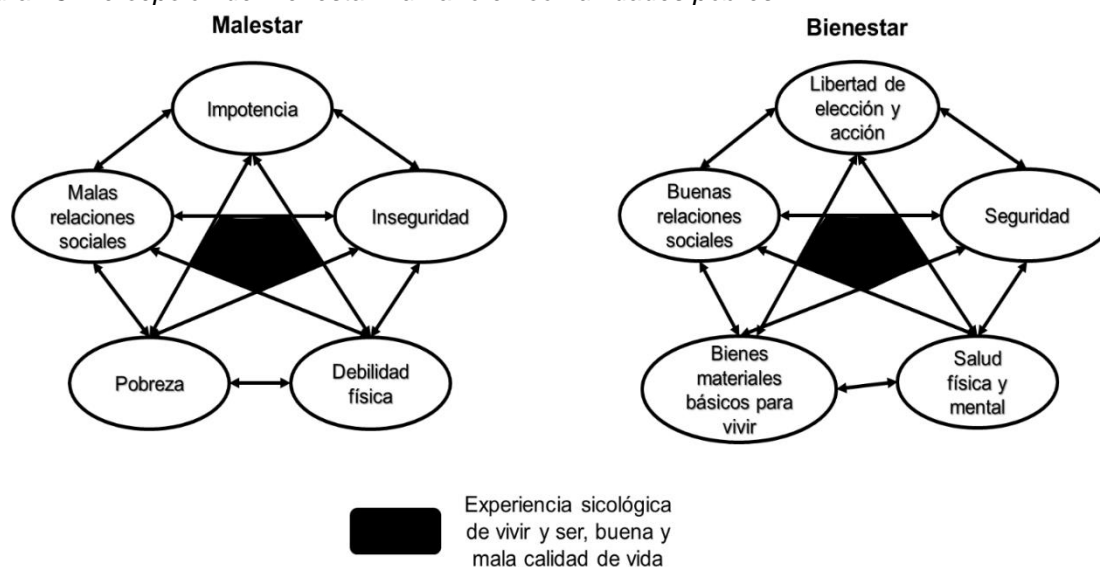 Malestar
Impotencia
Malas
relaciones
sociales
Inseguridad
Pobreza
Debilidad
física
Bienestar
Libertad de
elección y
acción
Buenas
relaciones
sociales
Seguridad
Bienes
materiales
básicos para
vivir
Salud
física y
mental
Experiencia sicológica
de vivir y ser, buena y
mala calidad de vida